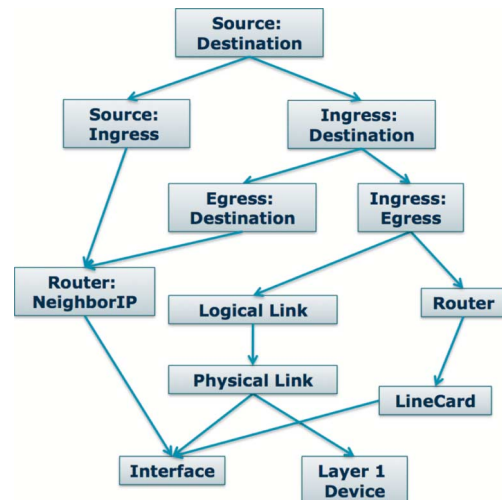 Source:
Destination
Source:
Ingress
Ingress:
Destination
Egress:
Destination
Ingress:
Egress
Router:
NeighborIP
Logical Link
Router
Physical Link
LineCard
Interface
Layer 1
Device